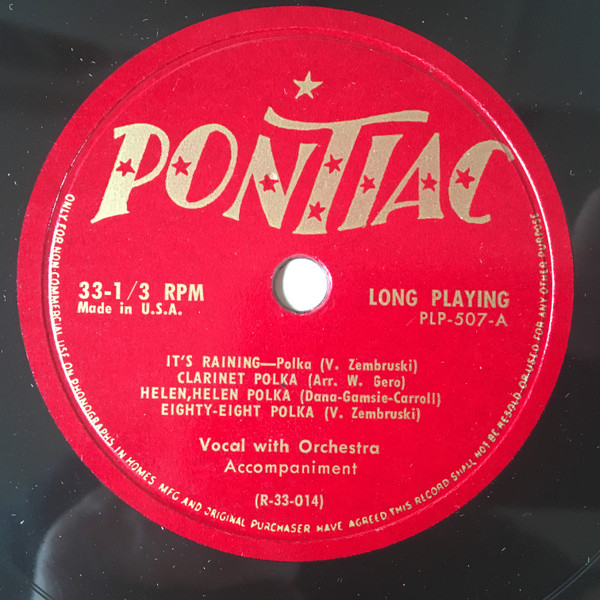 PONTIAC
33-1/3 RPM
Made in U.S.A.
LONG PLAYING
PLP-507-A
IT'S RAINING—Polka (V. Zembruski)
CLARINET POLKA (Arr. W. Gero)
HELEN,HELEN POLKA (Dana-Gamsie-Carroll)
EIGHTY-EIGHT POLKA (V. Zembruski)
Vocal with Orchestra
Accompaniment
(R-33-014)
ONLY FOR NON COMMERCIAL USE ON PHONOGRAPHS IN HOMES MFG AND ORIGINAL PURCHASER HAVE AGREED THIS RECORD SHALL NOT BE RESOLD OR USED FOR ANY OTHER PURPOSE